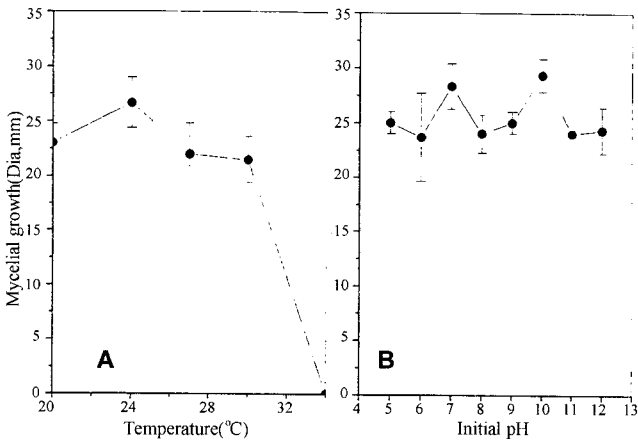 35
30
25
20
15
10
5
0
Mycelial growth(Dia,mm)
A
20 24 28 32
Temperature(°C)
35
30
25
20
15
10
5
0
B
4 5 6 7 8 9 10 11 12 13
Initial pH